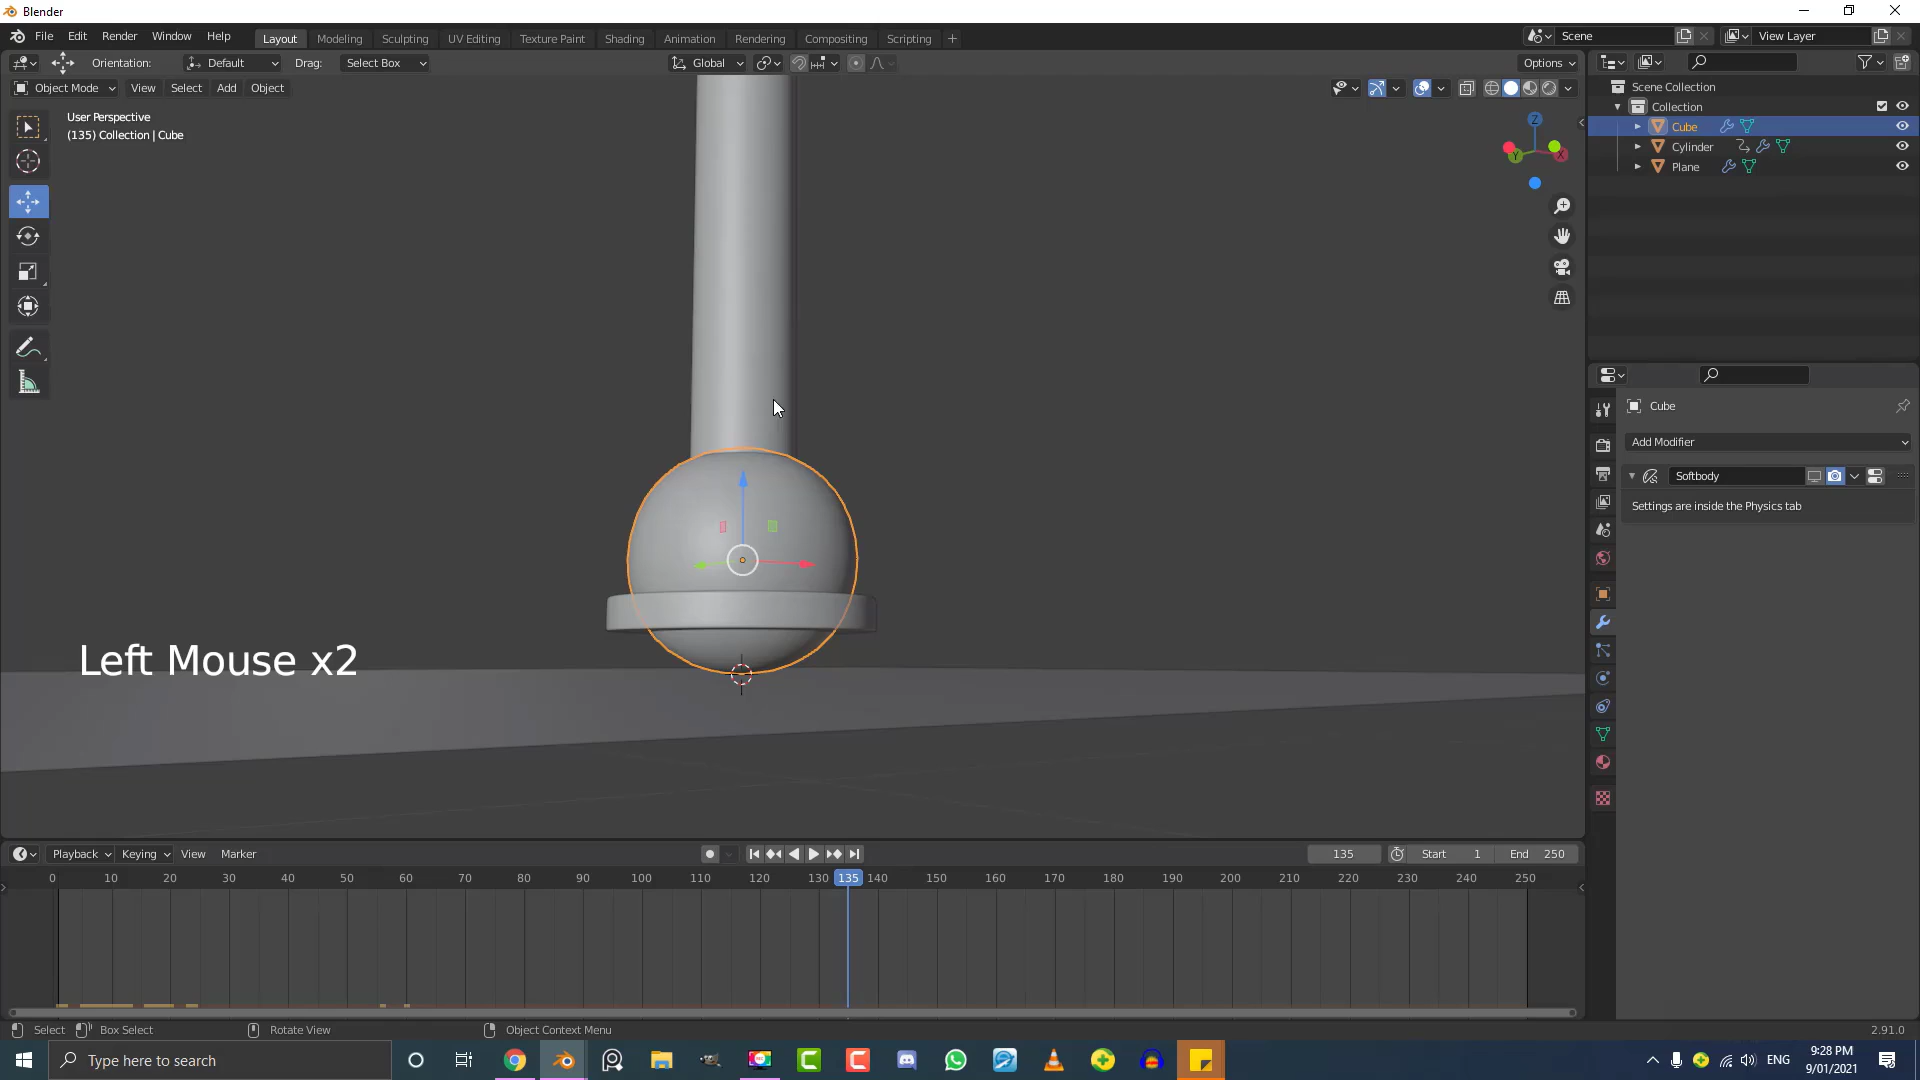 Blender
File Edit Render Window Help Layout Modeling Sculpting UV Editing Texture Paint Shading Animation Rendering Compositing Scripting + Scene View Layer
Orientation: Default Drag: Select Box Global Options
Object Mode View Select Add Object
User Perspective
(135) Collection | Cube
Z
Y X
Scene Collection
Collection
Cube
Cylinder
Plane
Cube
Add Modifier
Softbody
Settings are inside the Physics tab
Left Mouse x2
Playback Keying View Marker 135 Start 1 End 250
0 10 20 30 40 50 60 70 80 90 100 110 120 130 135 140 150 160 170 180 190 200 210 220 230 240 250
Select Box Select Rotate View Object Context Menu 2.91.0
Type here to search ENG 9:28 PM
9/01/2021